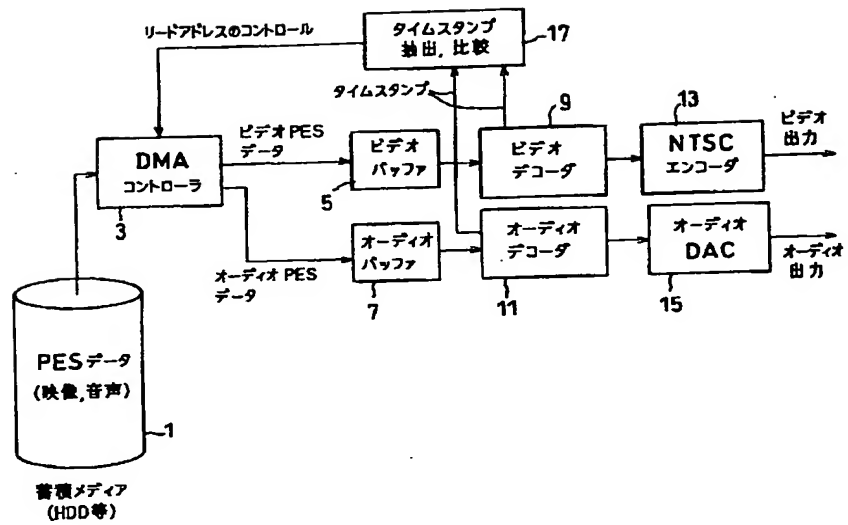 リードアドレスのコントロール
タイムスタンプ
抽出,比較
17
タイムスタンプ
9
13
ビデオ
出力
DMA
コントローラ
3
ビデオ PES
データ
ビデオ
バッファ
5
ビデオ
デコーダ
NTSC
エンコーダ
オーディオ PES
データ
オーディオ
バッファ
7
オーディオ
デコーダ
11
オーディオ
DAC
15
オーディオ
出力
PESデータ
(映像,音声)
1
蓄積メディア
(HDD等)